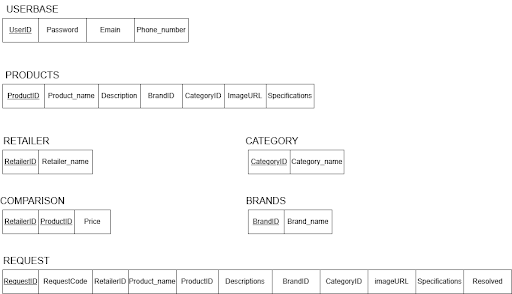 USERBASE
UserID Password Emain Phone_number
PRODUCTS
ProductID Product_name Description BrandID CategoryID ImageURL Specifications
RETAILER
RetailerID Retailer_name
CATEGORY
CategoryID Category_name
COMPARISON
RetailerID ProductID Price
BRANDS
BrandID Brand_name
REQUEST
RequestID RequestCode RetailerID Product_name ProductID Descriptions BrandID CategoryID imageURL Specifications Resolved